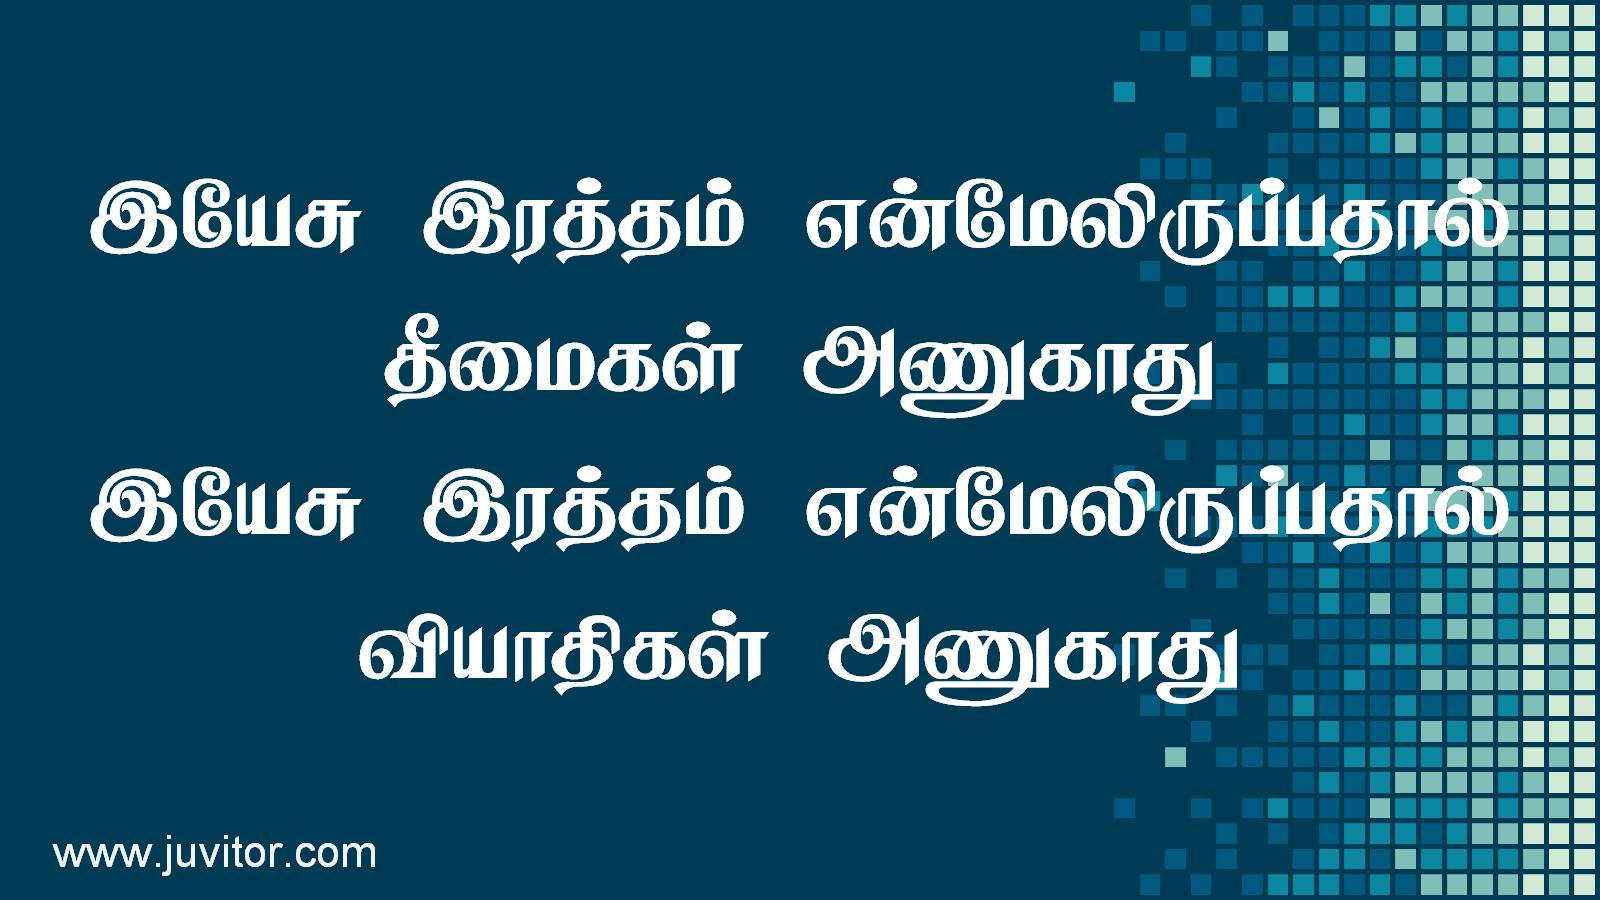 இயேசு இரத்தம் என்மேலிருப்பதால்
தீமைகள் அணுகாது
இயேசு இரத்தம் என்மேலிருப்பதால்
வியாதிகள் அணுகாது
www.juvitor.com